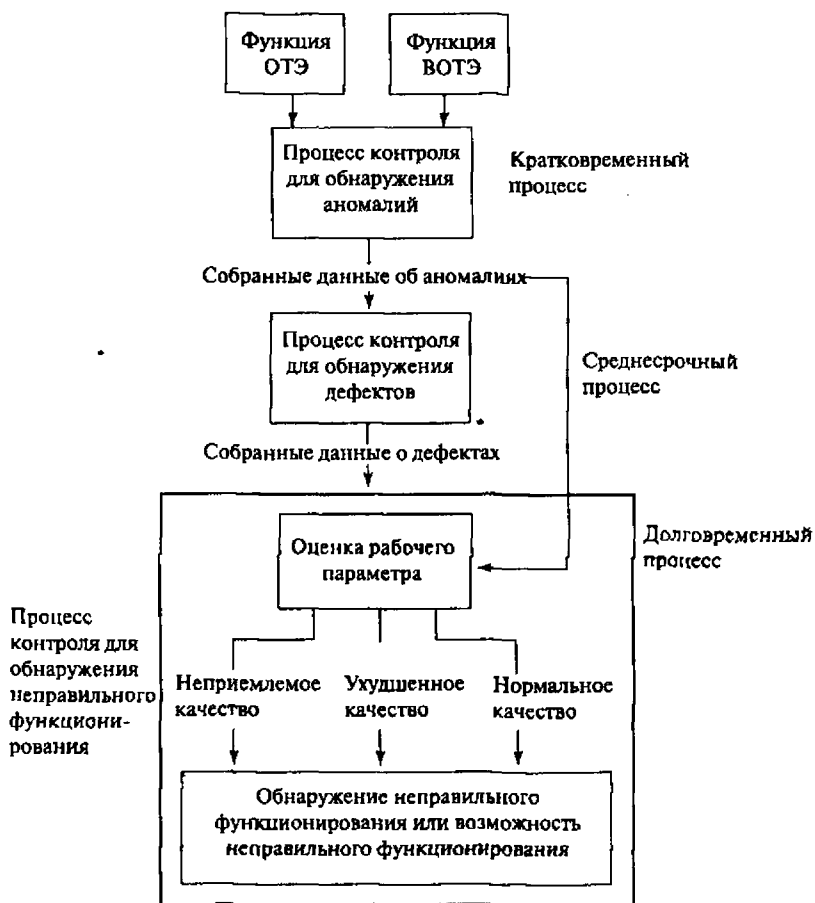 Функция
ОТЭ
Функция
ВОТЭ
Процесс контроля
для обнаружения
аномалий
Кратковременный
процесс
Собранные данные об аномалиях
Процесс контроля
для обнаружения
дефектов
Среднесрочный
процесс
Собранные данные о дефектах
Оценка рабочего
параметра
Долговременный
процесс
Процесс
контроля для
обнаружения
неправильного
функциони-
рования
Неприемлемое
качество
Ухудшенное
качество
Нормальное
качество
Обнаружение неправильного
функционирования или возможность
неправильного функционирования